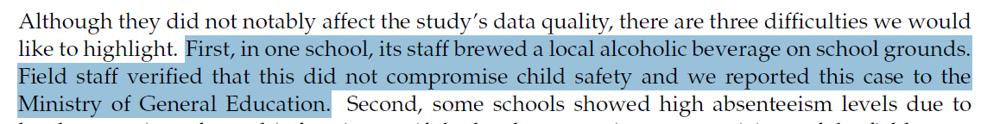 Although they did not notably affect the study’s data quality, there are three difficulties we would
like to highlight. First, in one school, its staff brewed a local alcoholic beverage on school grounds.
Field staff verified that this did not compromise child safety and we reported this case to the
Ministry of General Education. Second, some schools showed high absenteeism levels due to